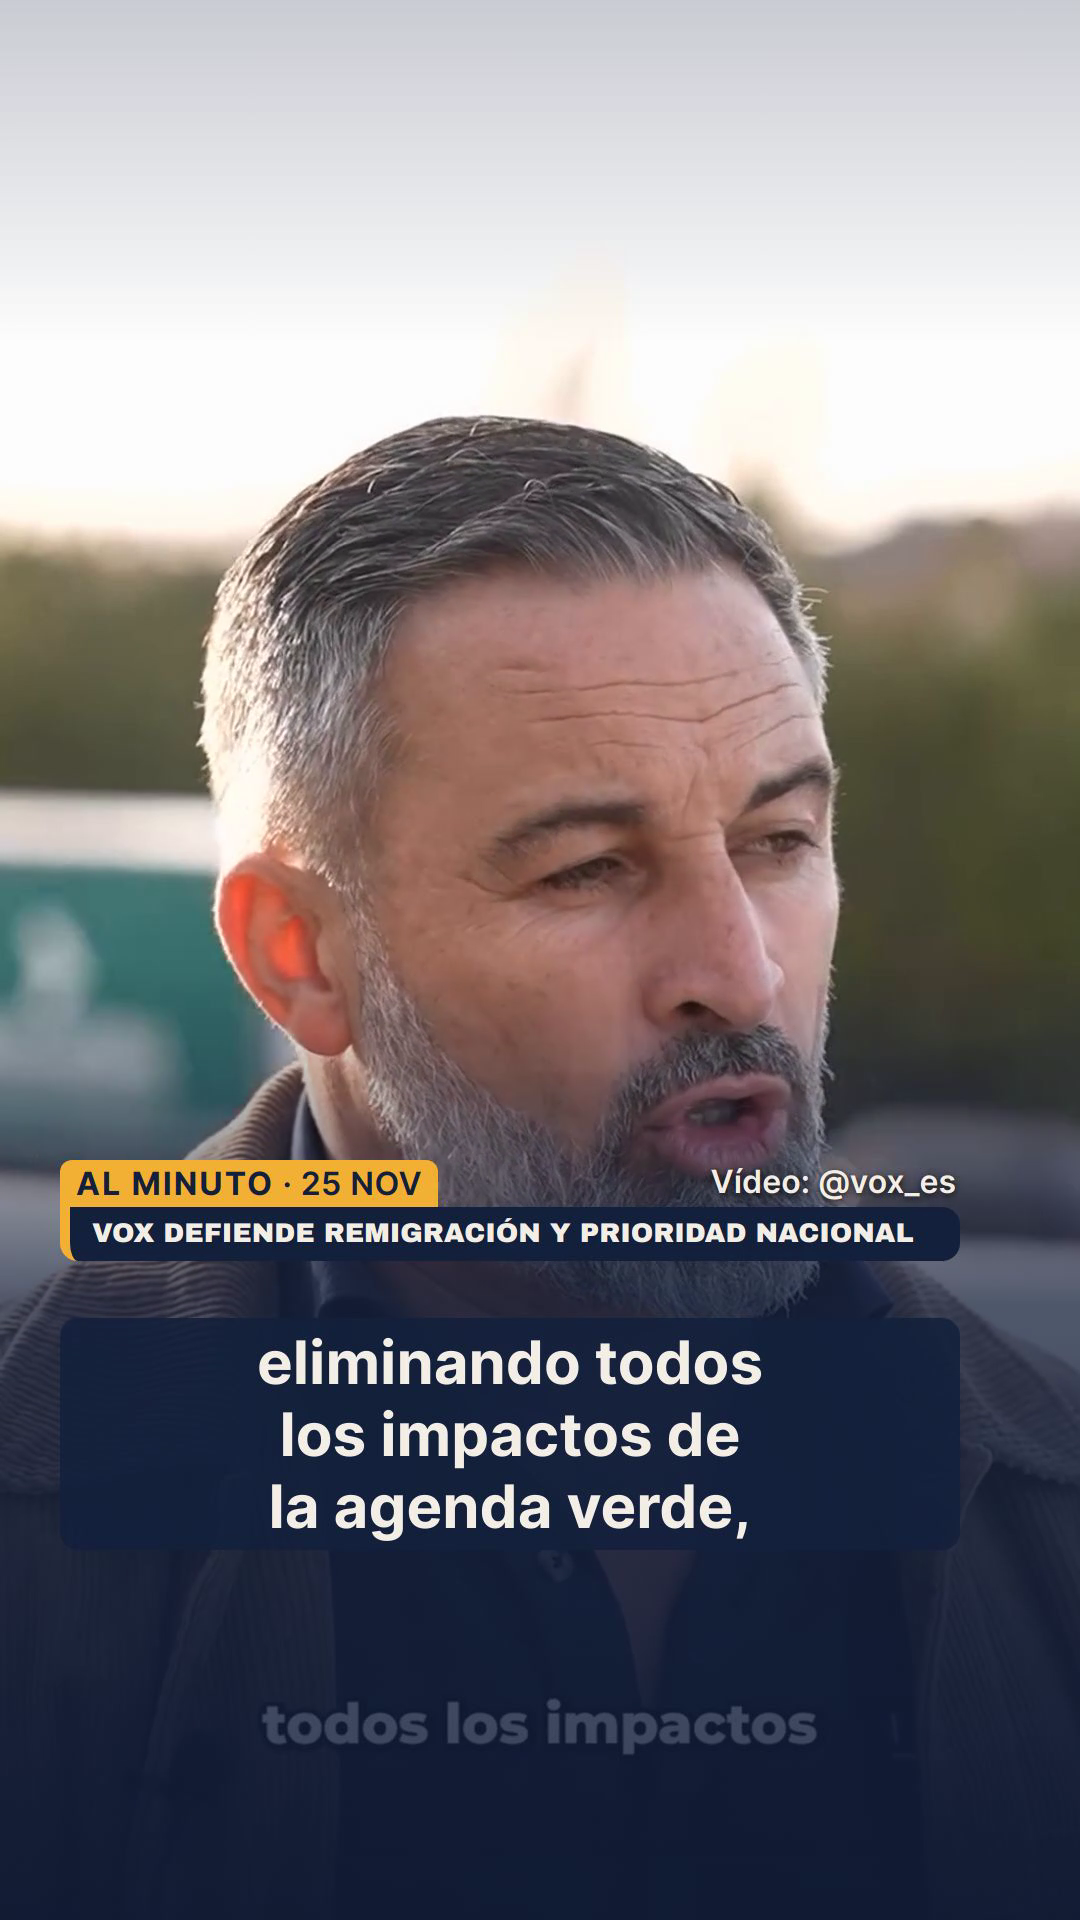 AL MINUTO · 25 NOV
Vídeo: @vox_es
VOX DEFIENDE REMIGRACIÓN Y PRIORIDAD NACIONAL
eliminando todos
los impactos de
la agenda verde,
todos los impactos